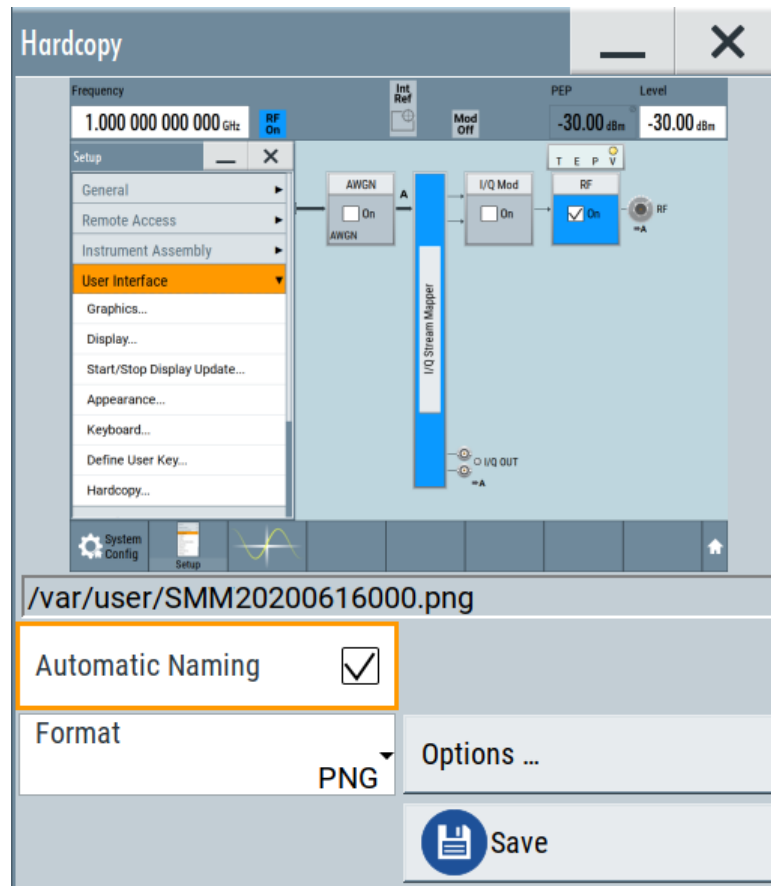 Hardcopy
Frequency
Int
Ref
PEP
Level
1.000 000 000 000 GHz
RF
On
Mod
Off
-30.00 dBm
-30.00 dBm
Setup
T E P V
General
AWGN
A
I/Q Mod
RF
On
On
On
RF
∞A
AWGN
Remote Access
Instrument Assembly
User Interface
Graphics...
Display...
Start/Stop Display Update...
Appearance...
Keyboard...
Define User Key...
Hardcopy...
I/Q Stream Mapper
I/Q OUT
∞A
System
Config
Setup
/var/user/SMM20200616000.png
Automatic Naming
Format
PNG
Options ...
Save